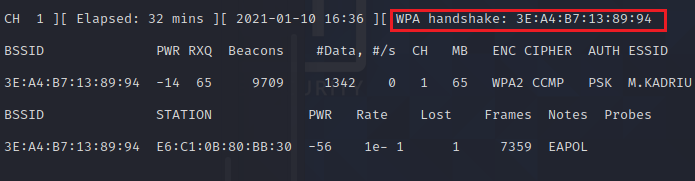 CH 1 ][ Elapsed: 32 mins ][ 2021-01-10 16:36 ][ WPA handshake: 3E:A4:B7:13:89:94
BSSID PWR RXQ Beacons #Data, #/s CH MB ENC CIPHER AUTH ESSID
3E:A4:B7:13:89:94 -14 65 9709 1342 0 1 65 WPA2 CCMP PSK M.KADRIU
BSSID STATION PWR Rate Lost Frames Notes Probes
3E:A4:B7:13:89:94 E6:C1:0B:80:BB:30 -56 1e- 1 1 7359 EAPOL